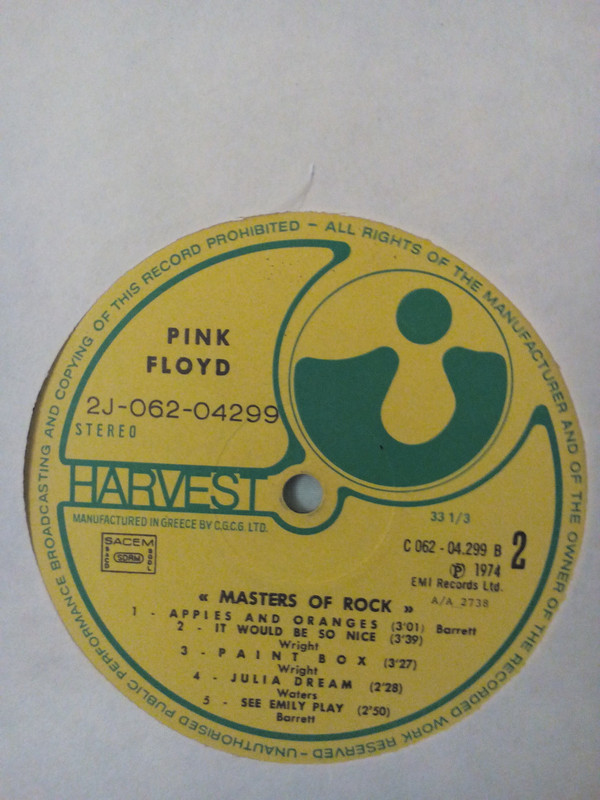 UNAUTHORISED PUBLIC PERFORMANCE BROADCASTING AND COPYING OF THIS RECORD PROHIBITED - ALL RIGHTS OF THE MANUFACTURER AND OF THE OWNER OF THE RECORDED WORK RESERVED -
PINK
FLOYD
2J-062-04299
STEREO
HARVEST
MANUFACTURED IN GREECE BY C.G.C.G. LTD.
33 1/3
SACEM
SDRM
C 062 - 04.299 B 2
Ⓟ 1974
EMI Records Ltd.
A/A 2738
« MASTERS OF ROCK »
1 - APPIES AND ORANGES (3'01) Barrett
2 - IT WOULD BE SO NICE (3'39)
Wright
3 - PAINT BOX (3'27)
Wright
4 - JULIA DREAM (2'28)
Waters
5 - SEE EMILY PLAY (2'50)
Barrett